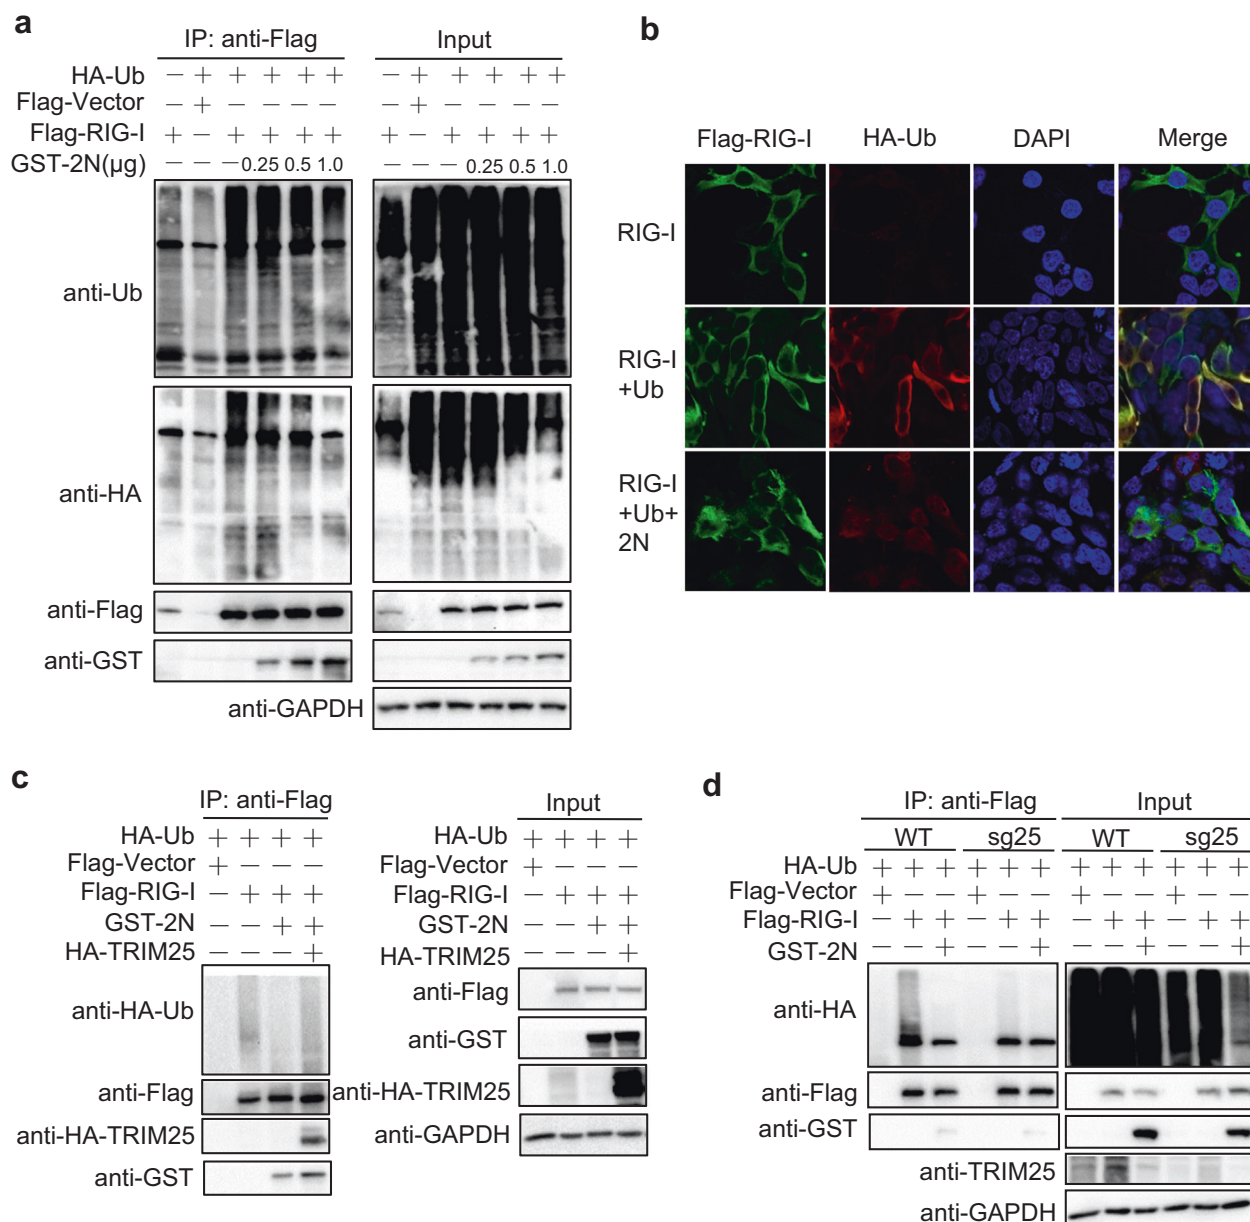 a
IP: anti-Flag
Input
HA-Ub — + + + + + — + + + + +
Flag-Vector — + — — — — — + — — — —
Flag-RIG-I + — + + + + + — + + + +
GST-2N(μg) — — — 0.25 0.5 1.0 — — — 0.25 0.5 1.0
anti-Ub
anti-HA
anti-Flag
anti-GST
anti-GAPDH
b
Flag-RIG-I HA-Ub DAPI Merge
RIG-I
RIG-I
+Ub
RIG-I
+Ub+
2N
c
IP: anti-Flag
HA-Ub + + + +
Flag-Vector + — — —
Flag-RIG-I — + + +
GST-2N — — + +
HA-TRIM25 — — — +
anti-HA-Ub
anti-Flag
anti-HA-TRIM25
anti-GST
Input
HA-Ub + + + +
Flag-Vector + — — —
Flag-RIG-I — + + +
GST-2N — — + +
HA-TRIM25 — — — +
anti-Flag
anti-GST
anti-HA-TRIM25
anti-GAPDH
d
IP: anti-Flag
Input
WT sg25 WT sg25
HA-Ub + + + + + + + + + + + +
Flag-Vector + — — + — — + — — + — —
Flag-RIG-I — + + — + + — + + — + +
GST-2N — — + — — + — — + — — +
anti-HA
anti-Flag
anti-GST
anti-TRIM25
anti-GAPDH